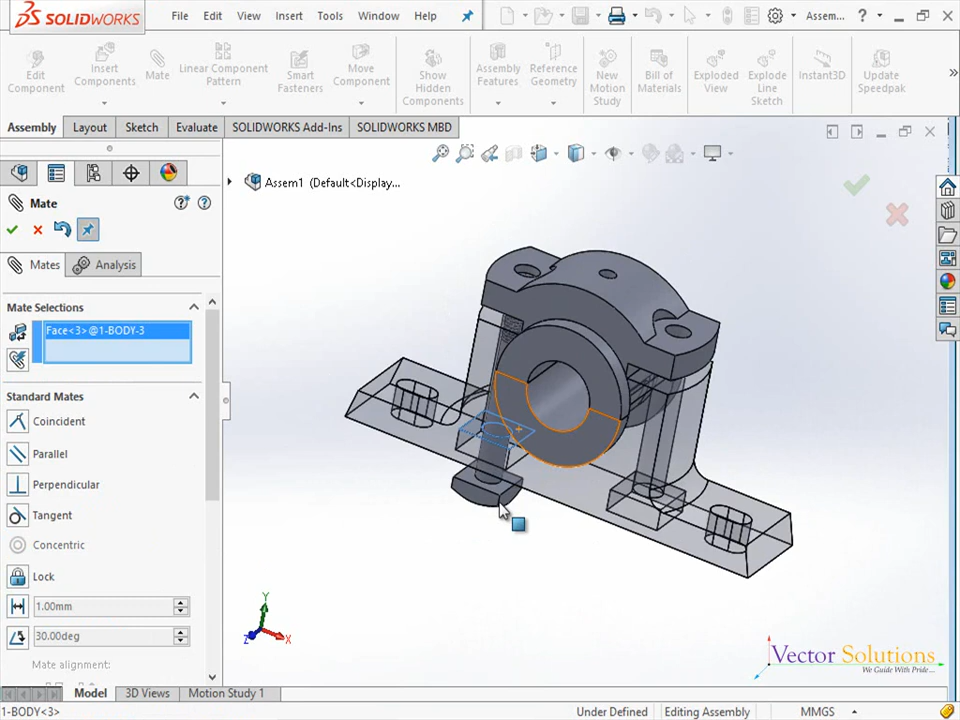 SOLIDWORKS
File Edit View Insert Tools Window Help
Assem... ?
Edit Component
Insert Components
Mate
Linear Component Pattern
Smart Fasteners
Move Component
Show Hidden Components
Assembly Features
Reference Geometry
New Motion Study
Bill of Materials
Exploded View
Explode Line Sketch
Instant3D
Update Speedpak
Assembly Layout Sketch Evaluate SOLIDWORKS Add-Ins SOLIDWORKS MBD
Assem1 (Default<Display...
Mate
Mates Analysis
Mate Selections
Face<3>@1-BODY-3
Standard Mates
Coincident
Parallel
Perpendicular
Tangent
Concentric
Lock
1.00mm
30.00deg
Mate alignment:
Y
Z X
Vector Solutions
We Guide With Pride...
Model 3D Views Motion Study 1
1-BODY<3> Under Defined Editing Assembly MMGS